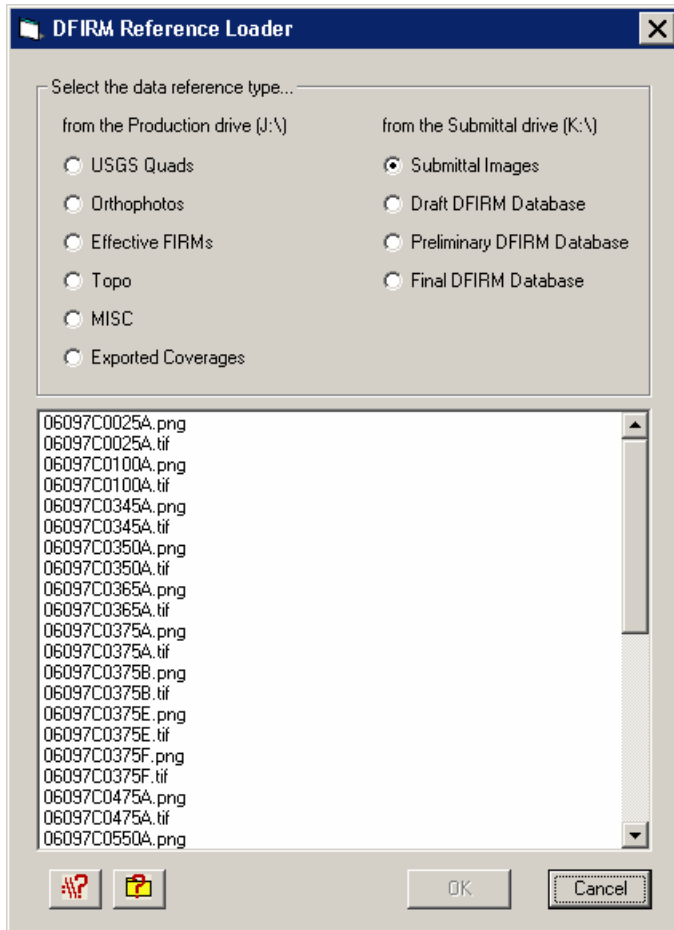 DFIRM Reference Loader
Select the data reference type...
from the Production drive (J:\)
USGS Quads
Orthophotos
Effective FIRMs
Topo
MISC
Exported Coverages
from the Submittal drive (K:\)
Submittal Images
Draft DFIRM Database
Preliminary DFIRM Database
Final DFIRM Database
06097C0025A.png
06097C0025A.tif
06097C0100A.png
06097C0100A.tif
06097C0345A.png
06097C0345A.tif
06097C0350A.png
06097C0350A.tif
06097C0365A.png
06097C0365A.tif
06097C0375A.png
06097C0375A.tif
06097C0375B.png
06097C0375B.tif
06097C0375E.png
06097C0375E.tif
06097C0375F.png
06097C0375F.tif
06097C0475A.png
06097C0475A.tif
06097C0550A.png
OK
Cancel